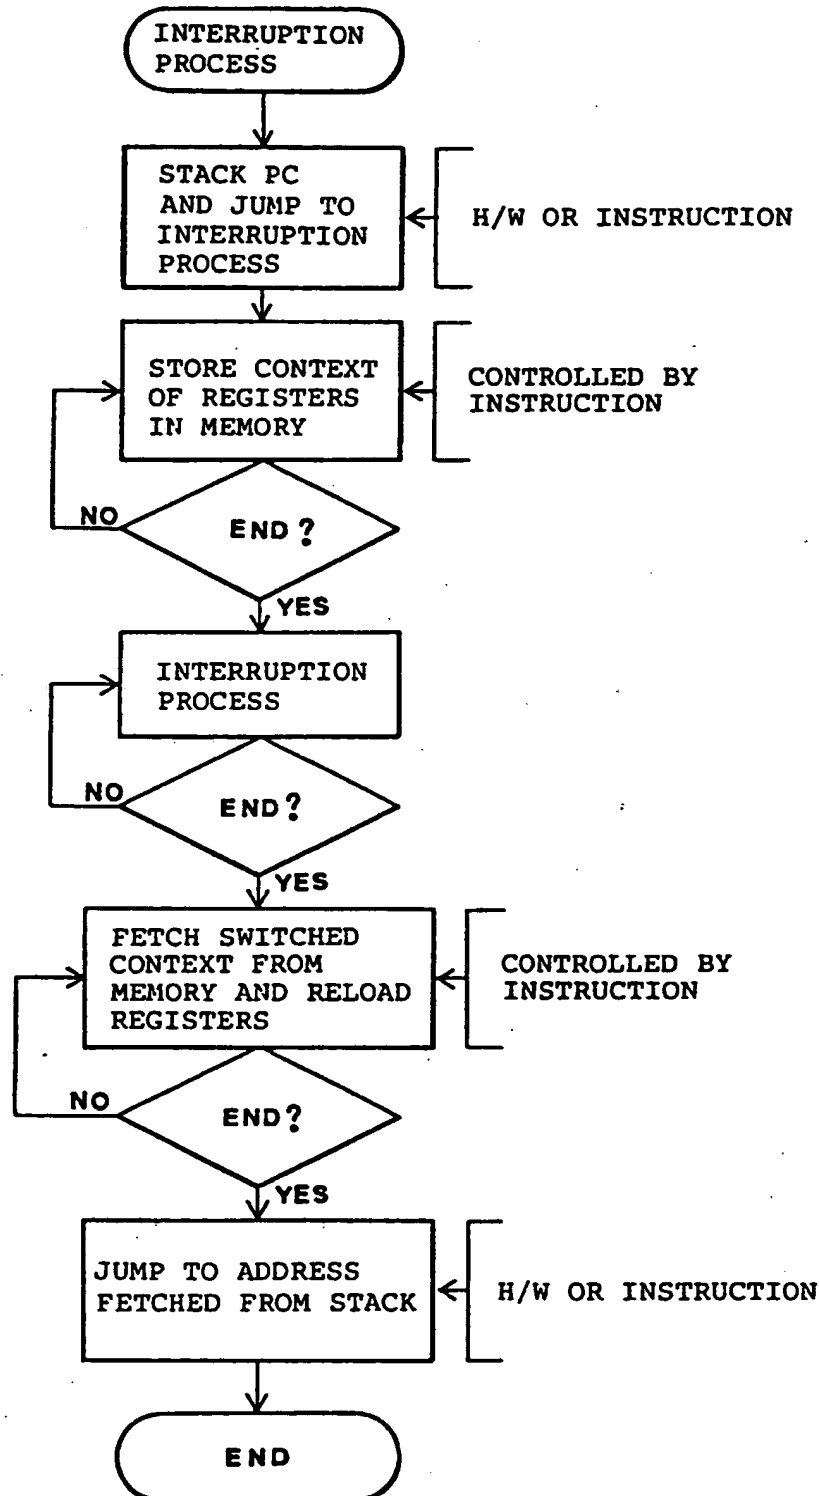 INTERRUPTION
PROCESS
STACK PC
AND JUMP TO
INTERRUPTION
PROCESS
H/W OR INSTRUCTION
STORE CONTEXT
OF REGISTERS
IN MEMORY
CONTROLLED BY
INSTRUCTION
NO
END?
YES
INTERRUPTION
PROCESS
NO
END?
YES
FETCH SWITCHED
CONTEXT FROM
MEMORY AND RELOAD
REGISTERS
CONTROLLED BY
INSTRUCTION
NO
END?
YES
JUMP TO ADDRESS
FETCHED FROM STACK
H/W OR INSTRUCTION
END